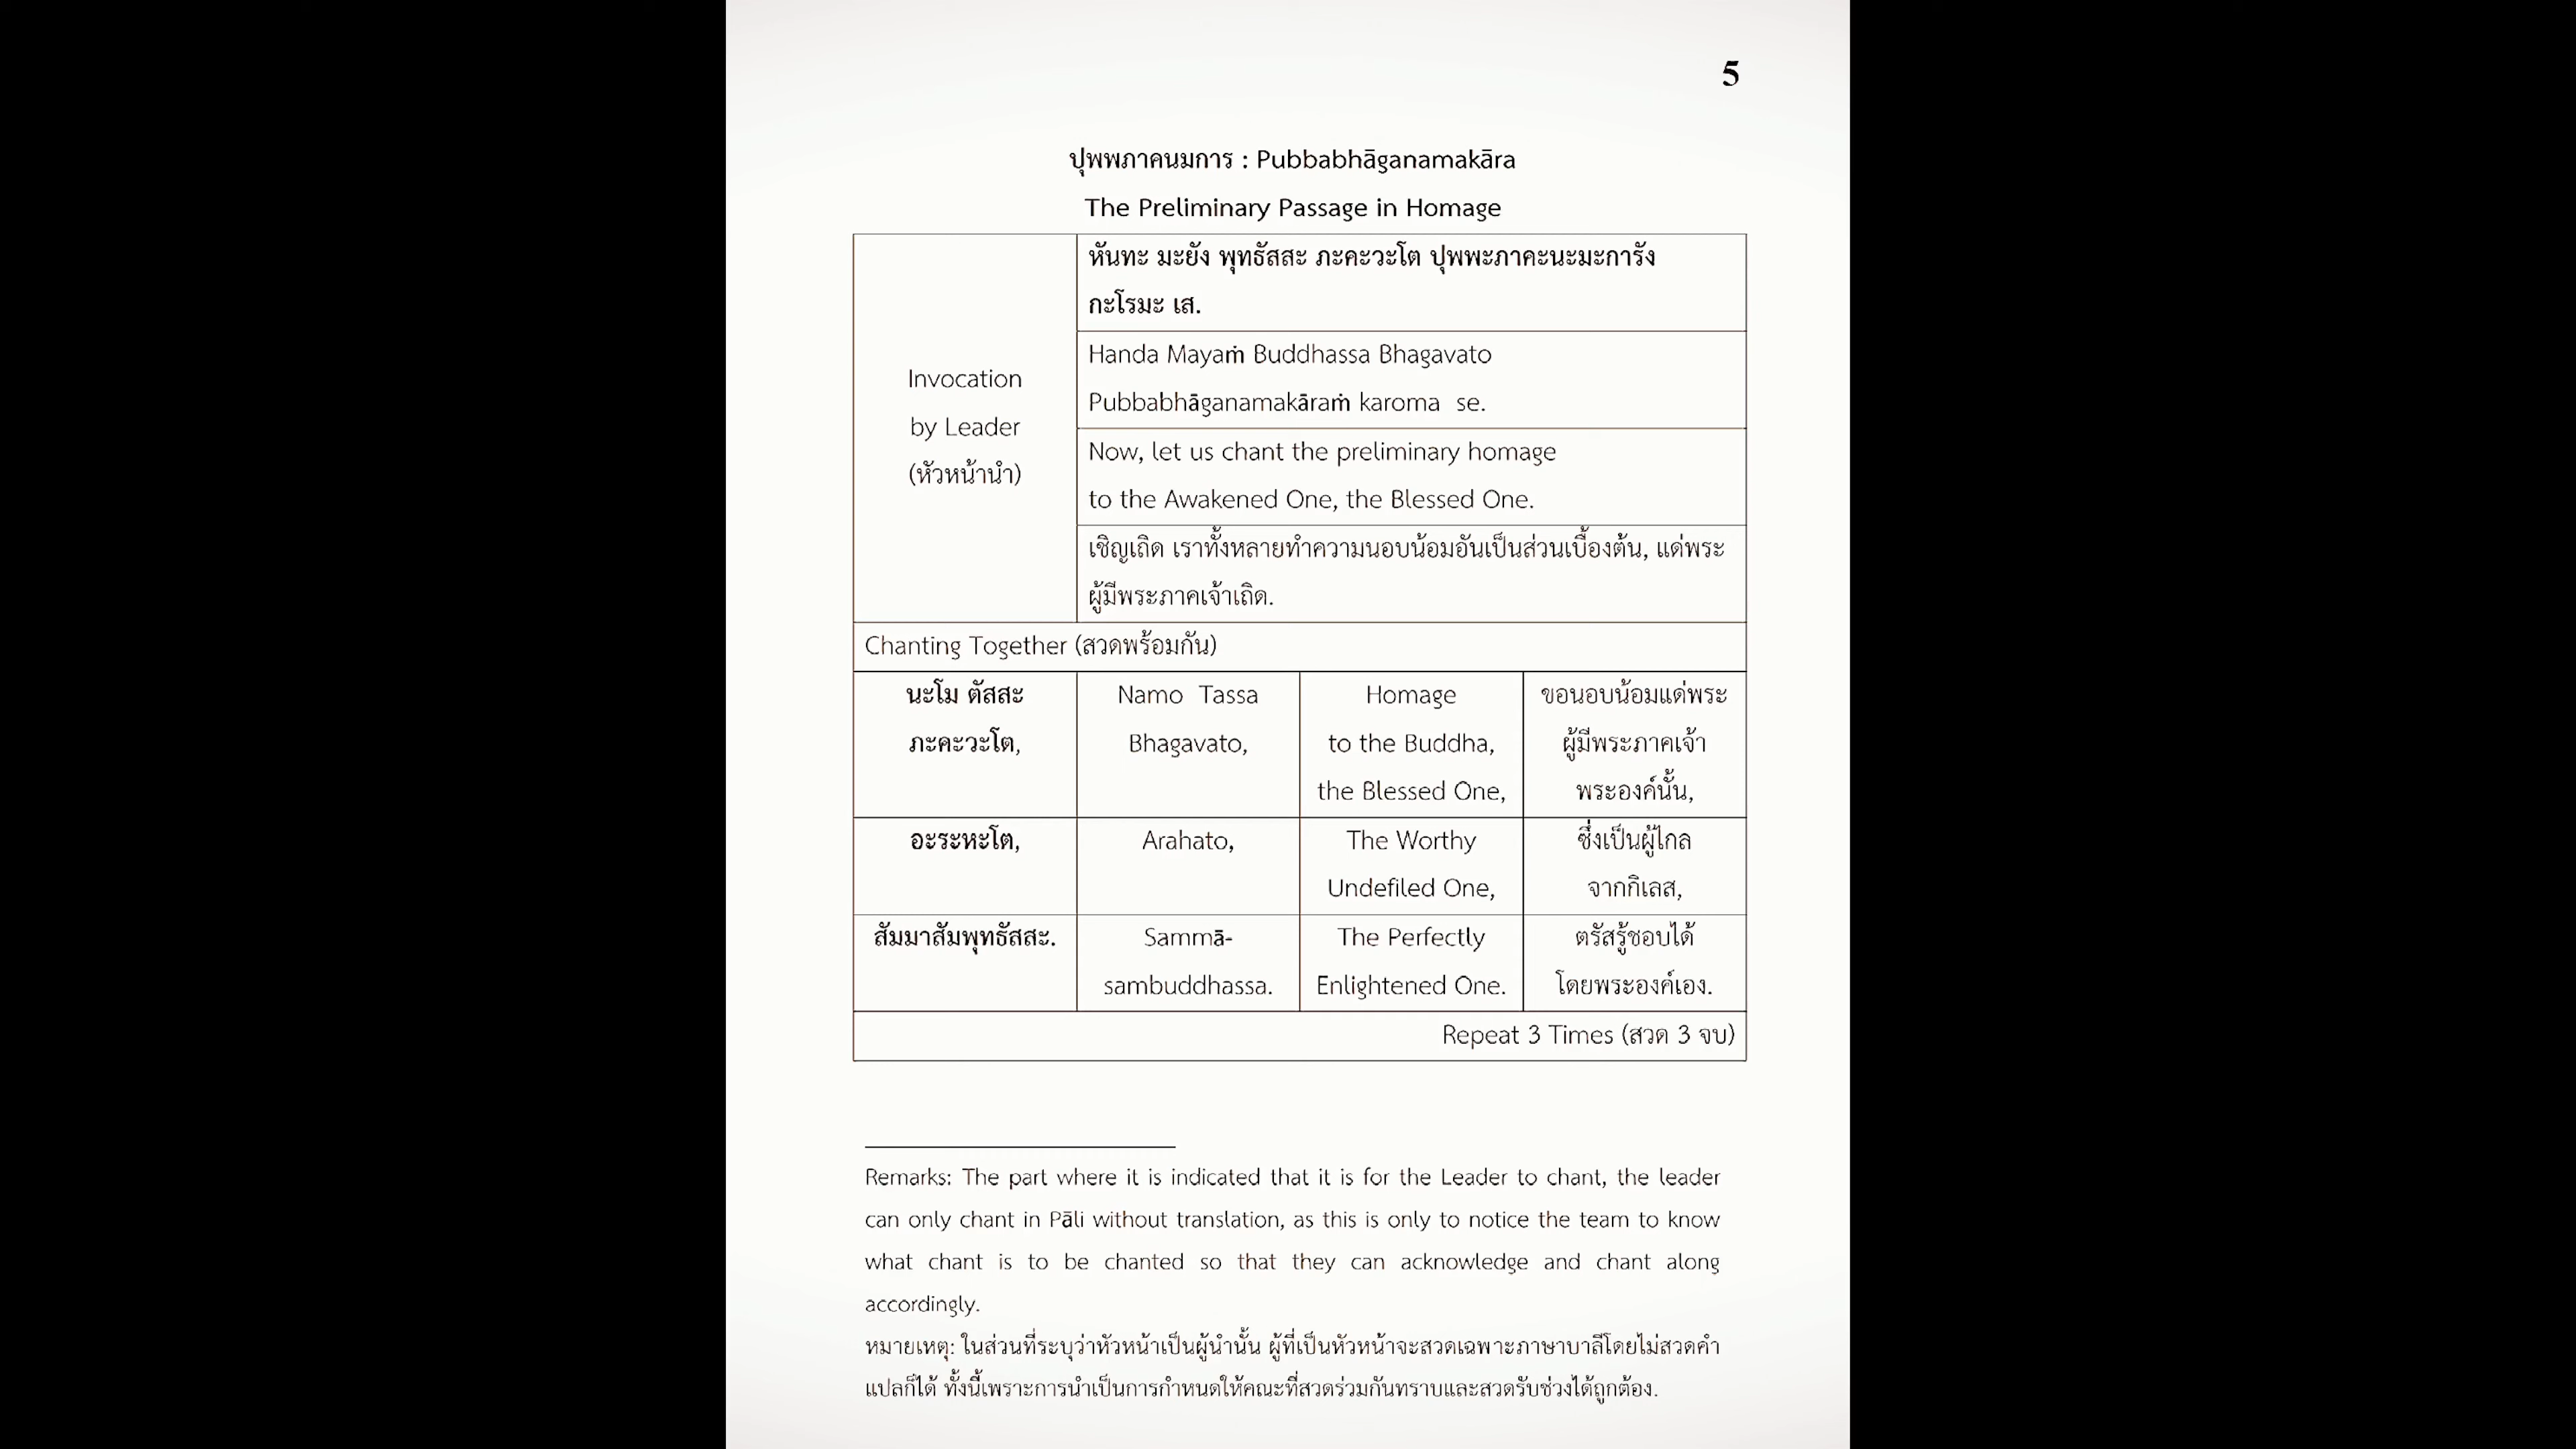 5
ปุพพภาคนมการ : Pubbabhāganamakāra
The Preliminary Passage in Homage
Invocation
by Leader
(หัวหน้านำ)
หันทะ มะยัง พุทธัสสะ ภะคะวะโต ปุพพะภาคะนะมะการัง
กะโรมะ เส.
Handa Mayaṁ Buddhassa Bhagavato
Pubbabhāganamakāraṁ karoma se.
Now, let us chant the preliminary homage
to the Awakened One, the Blessed One.
เชิญเถิด เราทั้งหลายทำความนอบน้อมอันเป็นส่วนเบื้องต้น, แด่พระ
ผู้มีพระภาคเจ้าเถิด.
Chanting Together (สวดพร้อมกัน)
นะโม ตัสสะ
ภะคะวะโต,
Namo Tassa
Bhagavato,
Homage
to the Buddha,
the Blessed One,
ขอนอบน้อมแด่พระ
ผู้มีพระภาคเจ้า
พระองค์นั้น,
อะระหะโต,
Arahato,
The Worthy
Undefiled One,
ซึ่งเป็นผู้ไกล
จากกิเลส,
สัมมาสัมพุทธัสสะ.
Sammā-
sambuddhassa.
The Perfectly
Enlightened One.
ตรัสรู้ชอบได้
โดยพระองค์เอง.
Repeat 3 Times (สวด 3 จบ)
Remarks: The part where it is indicated that it is for the Leader to chant, the leader
can only chant in Pāli without translation, as this is only to notice the team to know
what chant is to be chanted so that they can acknowledge and chant along
accordingly.
หมายเหตุ: ในส่วนที่ระบุว่าหัวหน้าเป็นผู้นำนั้น ผู้ที่เป็นหัวหน้าจะสวดเฉพาะภาษาบาลีโดยไม่สวดคำ
แปลก็ได้ ทั้งนี้เพราะการนำเป็นการกำหนดให้คณะที่สวดร่วมกันทราบและสวดรับช่วงได้ถูกต้อง.